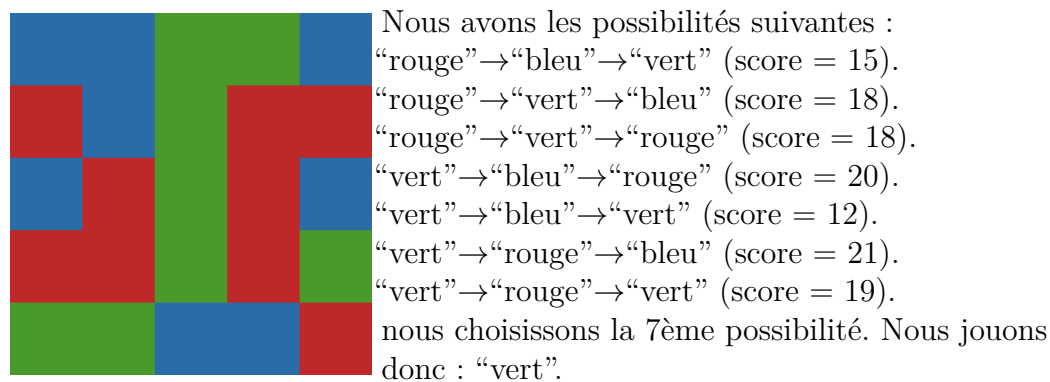 Nous avons les possibilités suivantes :
“rouge”→“bleu”→“vert” (score = 15).
“rouge”→“vert”→“bleu” (score = 18).
“rouge”→“vert”→“rouge” (score = 18).
“vert”→“bleu”→“rouge” (score = 20).
“vert”→“bleu”→“vert” (score = 12).
“vert”→“rouge”→“bleu” (score = 21).
“vert”→“rouge”→“vert” (score = 19).
nous choisissons la 7ème possibilité. Nous jouons
donc : “vert”.